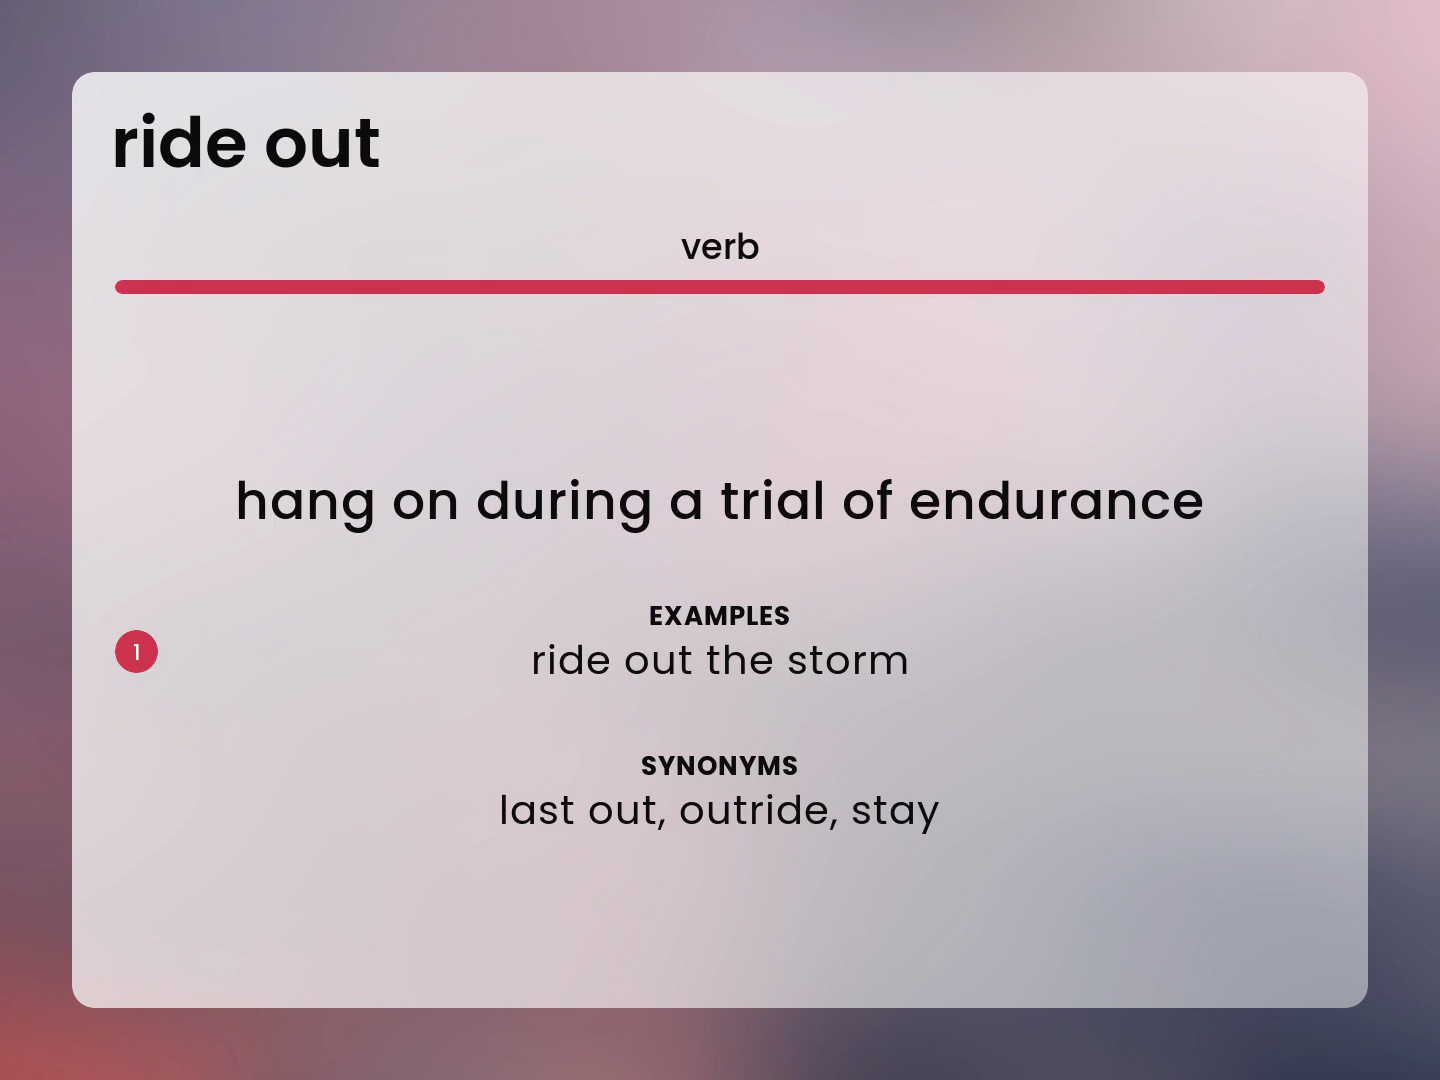 ride out
verb
hang on during a trial of endurance
EXAMPLES
1
ride out the storm
SYNONYMS
last out, outride, stay